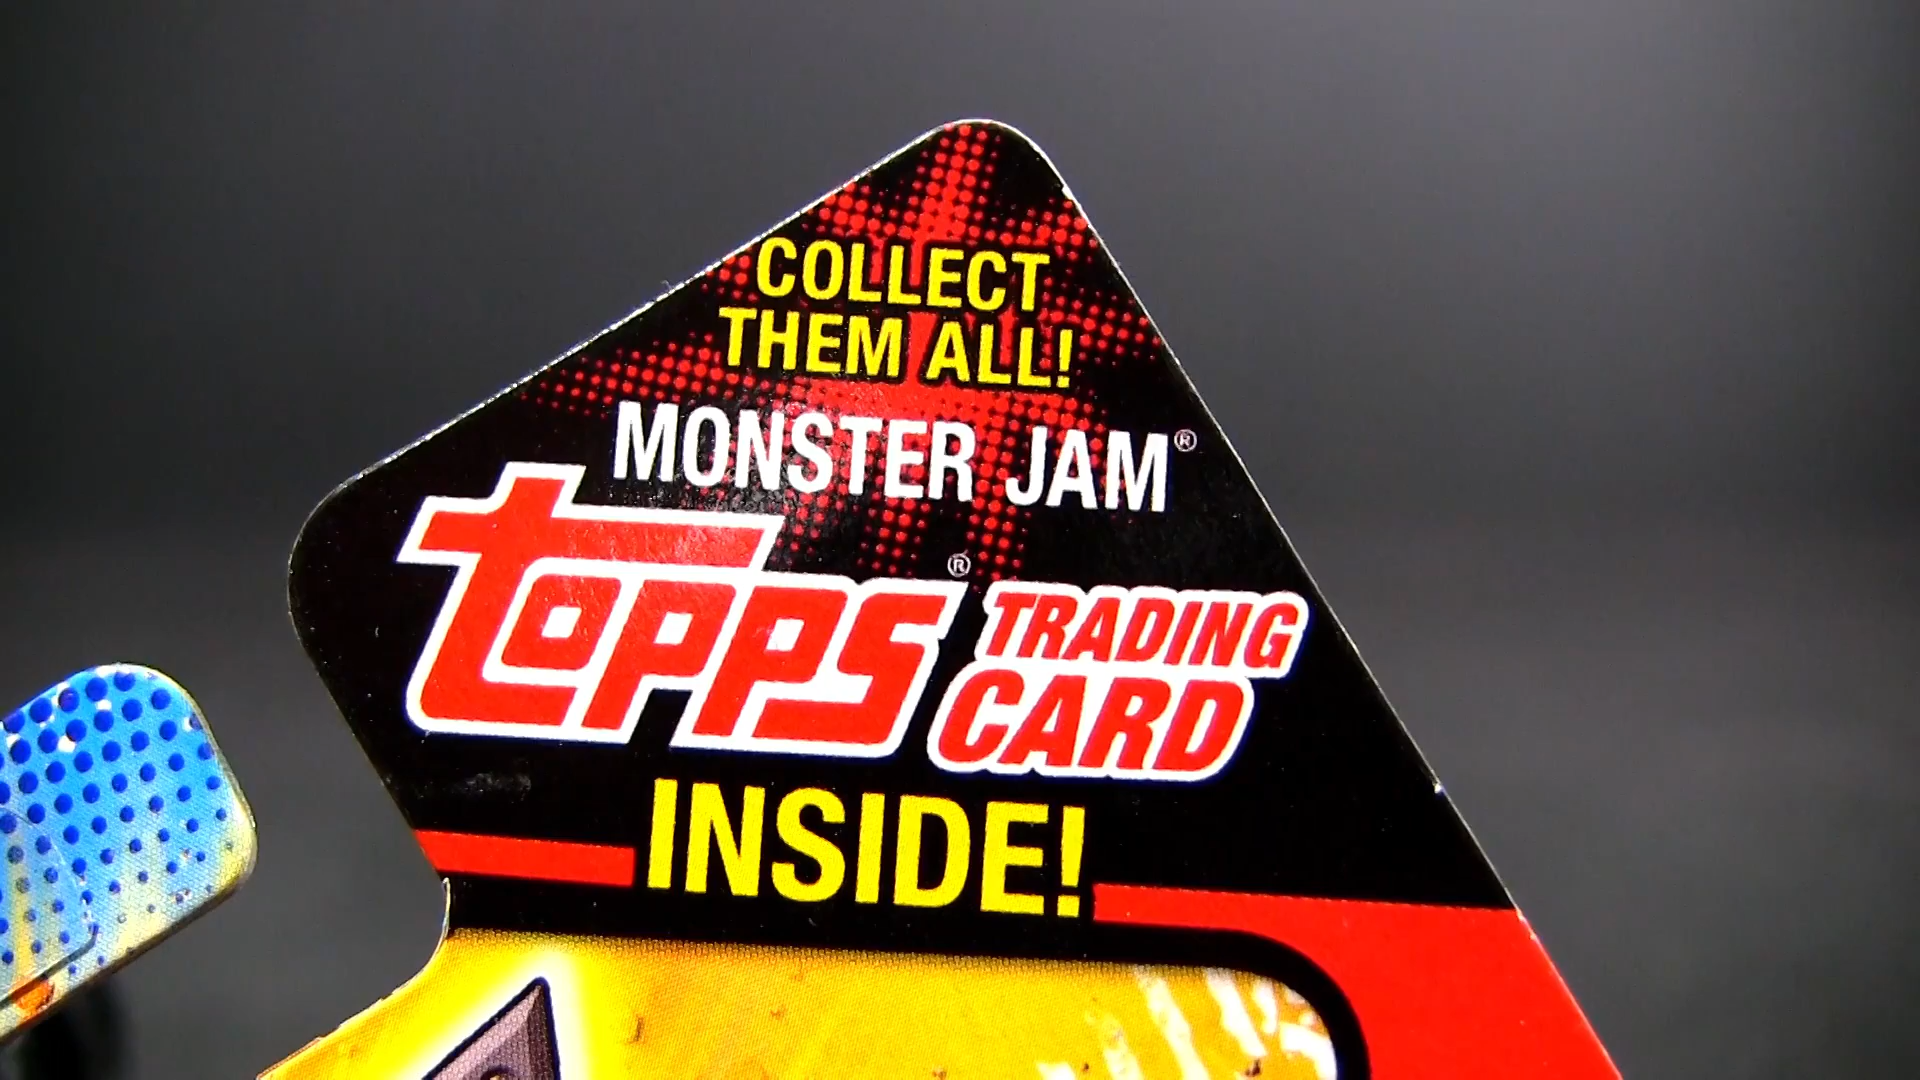 COLLECT
THEM ALL!
MONSTER JAM®
topps® TRADING
CARD
INSIDE!